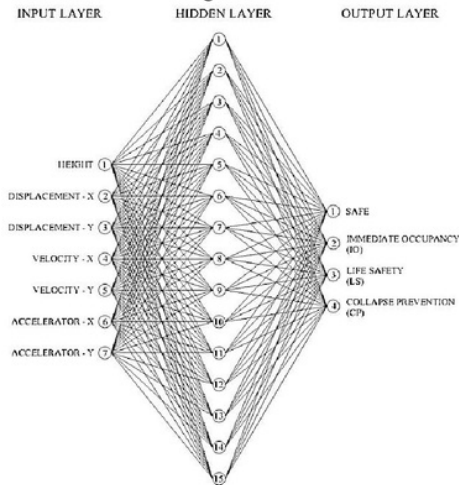 INPUT LAYER HIDDEN LAYER OUTPUT LAYER
1
2
3
4
HEIGHT 1 5
DISPLACEMENT - X 2 6
1 SAFE
DISPLACEMENT - Y 3 7
2 IMMEDIATE OCCUPANCY
(IO)
VELOCITY - X 4 8
3 LIFE SAFETY
(LS)
VELOCITY - Y 5 9
4 COLLAPSE PREVENTION
(CP)
ACCELERATOR - X 6 10
ACCELERATOR - Y 7 11
12
13
14
15